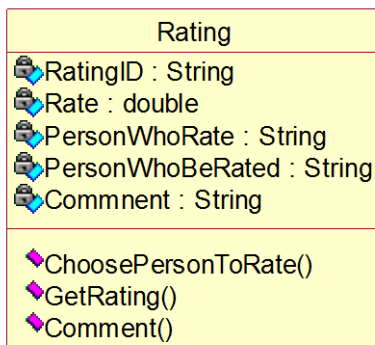 Rating
RatingID : String
Rate : double
PersonWhoRate : String
PersonWhoBeRated : String
Commnent : String
ChoosePersonToRate()
GetRating()
Comment()